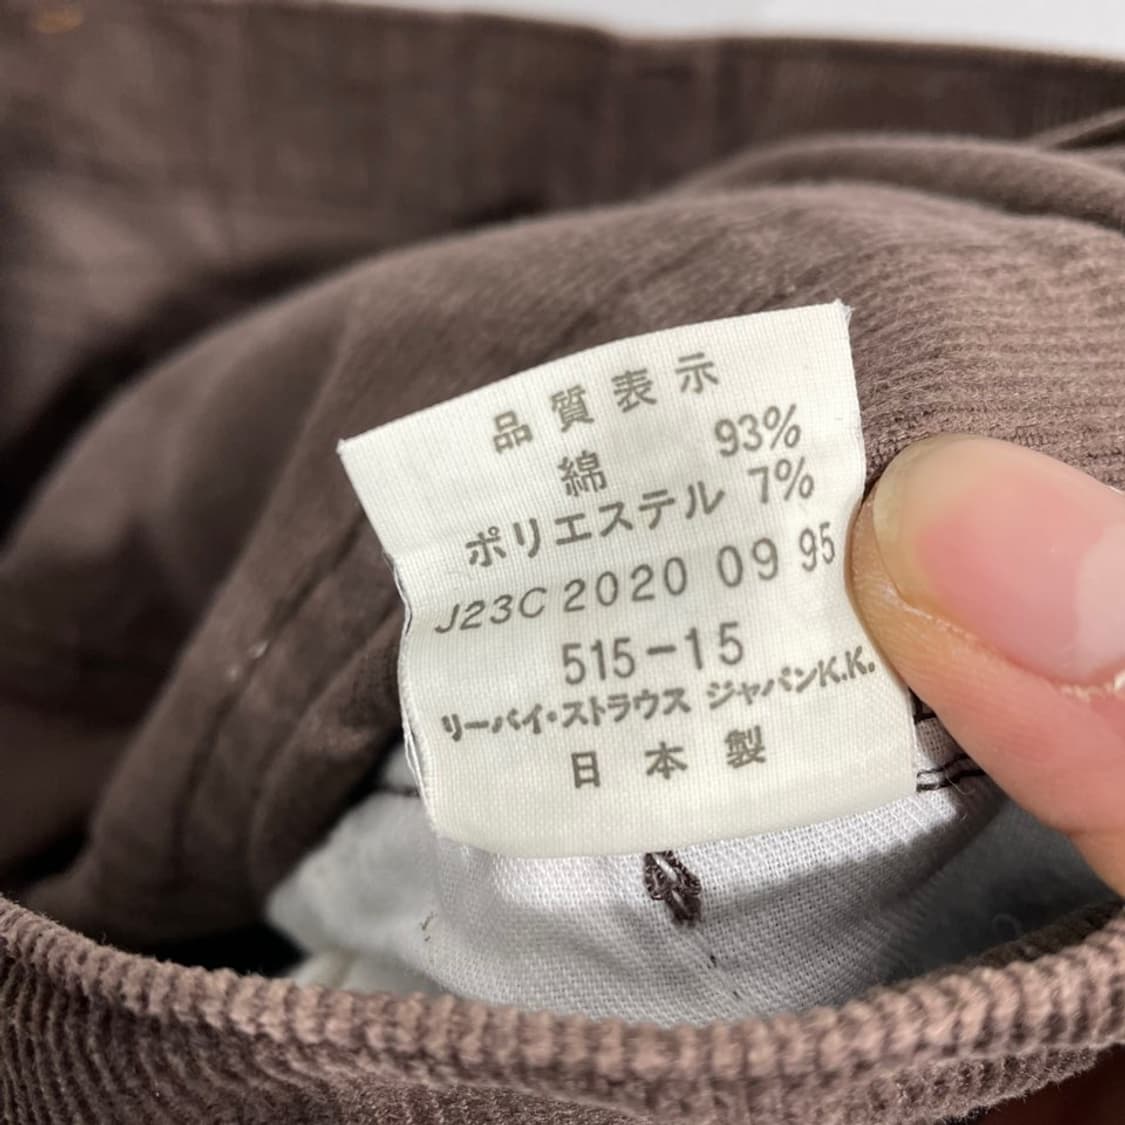 品質表示
綿 93%
ポリエステル 7%
J23C 2020 09 95
515-15
リーバイ・ストラウス ジャパンK.K.
日本製